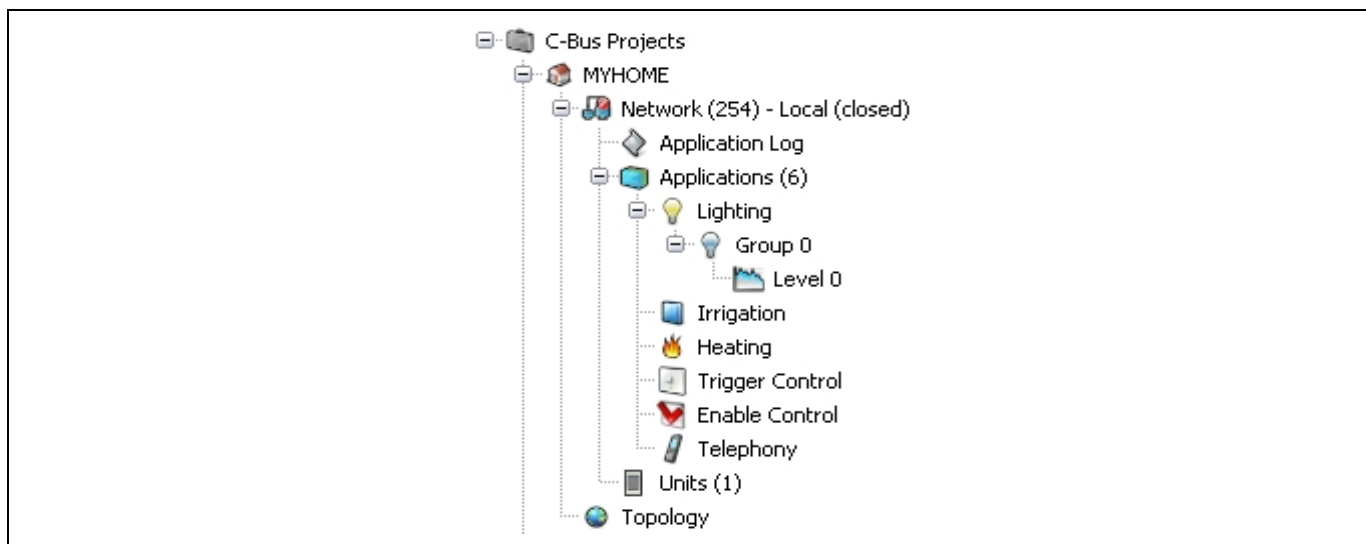 C-Bus Projects
MYHOME
Network (254) - Local (closed)
Application Log
Applications (6)
Lighting
Group 0
Level 0
Irrigation
Heating
Trigger Control
Enable Control
Telephony
Units (1)
Topology